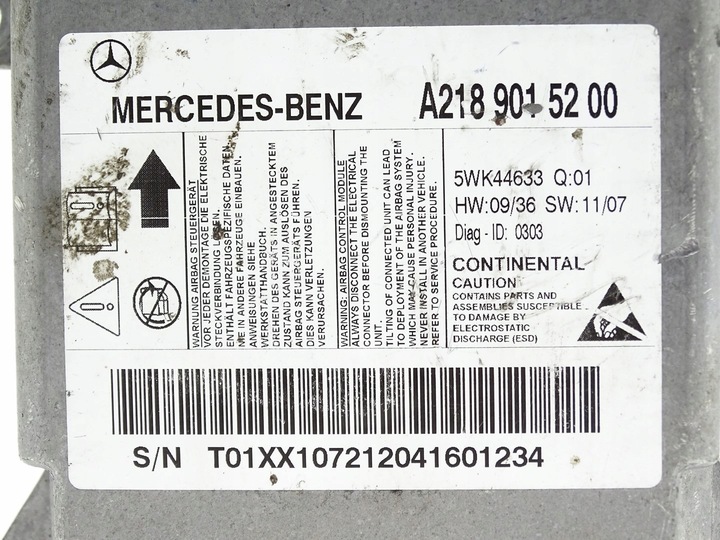 MERCEDES-BENZ
A218 901 52 00
WARNUNG: AIRBAG STEUERGERÄT
VOR JEDER DEMONTAGE DIE ELEKTRISCHE
STECKVERBINDUNG LÖSEN.
ENTHÄLT FAHRZEUGSPEZIFISCHE DATEN.
NIE IN ANDERE FAHRZEUGE EINBAUEN.
ANWEISUNGEN SIEHE
WERKSTATTHANDBUCH.
DREHEN DES GERÄTS IN ANGESTECKTEM
ZUSTAND KANN ZUM AUSLÖSEN DES
AIRBAG STEUERGERÄTS FÜHREN.
DIES KANN VERLETZUNGEN
VERURSACHEN.
WARNING: AIRBAG CONTROL MODULE
ALWAYS DISCONNECT THE ELECTRICAL
CONNECTOR BEFORE DISMOUNTING THE
UNIT.
TILTING OF CONNECTED UNIT CAN LEAD
TO DEPLOYMENT OF THE AIRBAG SYSTEM
WHICH MAY CAUSE PERSONAL INJURY.
NEVER INSTALL IN ANOTHER VEHICLE.
REFER TO SERVICE PROCEDURE.
5WK44633 Q:01
HW:09/36 SW:11/07
Diag - ID: 0303
CONTINENTAL
CAUTION
CONTAINS PARTS AND
ASSEMBLIES SUSCEPTIBLE
TO DAMAGE BY
ELECTROSTATIC
DISCHARGE (ESD)
S/N T01XX107212041601234